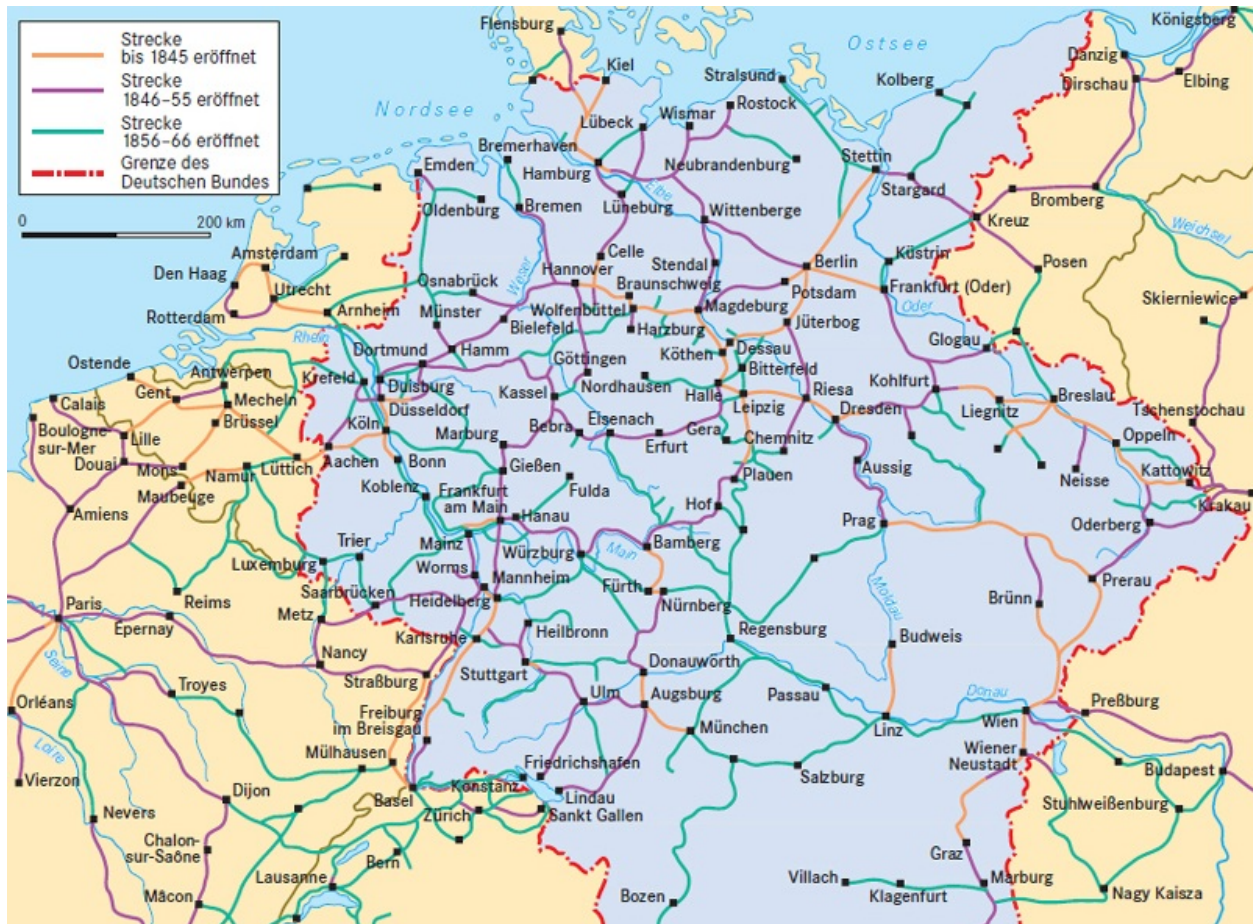 Strecke
bis 1845 eröffnet
Strecke
1846–55 eröffnet
Strecke
1856–66 eröffnet
Grenze des
Deutschen Bundes
0
200 km
Nordsee
Ostsee
Flensburg
Kiel
Stralsund
Kolberg
Königsberg
Danzig
Dirschau
Elbing
Rostock
Wismar
Lübeck
Bremerhaven
Hamburg
Neubrandenburg
Stettin
Stargard
Emden
Elbe
Oldenburg
Bremen
Lüneburg
Wittenberge
Kreuz
Bromberg
Weichsel
Amsterdam
Den Haag
Utrecht
Rotterdam
Arnheim
Osnabrück
Weser
Hannover
Celle
Braunschweig
Stendal
Berlin
Küstrin
Posen
Potsdam
Frankfurt (Oder)
Oder
Skierniewice
Münster
Wolfenbüttel
Bielefeld
Harzburg
Magdeburg
Jüterbog
Glogau
Rhein
Ostende
Dortmund
Hamm
Göttingen
Köthen
Dessau
Bitterfeld
Antwerpen
Krefeld
Duisburg
Kassel
Nordhausen
Halle
Riesa
Kohlfurt
Calais
Gent
Mecheln
Düsseldorf
Leipzig
Dresden
Liegnitz
Breslau
Tschenstochau
Boulogne-
sur-Mer
Lille
Brüssel
Köln
Marburg
Bebra
Eisenach
Erfurt
Gera
Chemnitz
Oppeln
Douai
Mons
Namur
Lüttich
Aachen
Bonn
Gießen
Plauen
Aussig
Neisse
Kattowitz
Maubeuge
Koblenz
Frankfurt
am Main
Fulda
Krakau
Amiens
Hanau
Hof
Prag
Oderberg
Trier
Mainz
Würzburg
Main
Bamberg
Luxemburg
Worms
Mannheim
Fürth
Moldau
Prerau
Saarbrücken
Reims
Heidelberg
Nürnberg
Brünn
Paris
Épernay
Metz
Karlsruhe
Heilbronn
Regensburg
Budweis
Seine
Nancy
Stuttgart
Donauwörth
Straßburg
Orléans
Troyes
Ulm
Augsburg
Passau
Donau
Preßburg
Freiburg
im Breisgau
München
Linz
Wien
Loire
Mülhausen
Wiener
Neustadt
Vierzon
Friedrichshafen
Konstanz
Salzburg
Budapest
Dijon
Basel
Lindau
Nevers
Zürich
Sankt Gallen
Stuhlweißenburg
Chalon-
sur-Saône
Bern
Graz
Lausanne
Villach
Marburg
Mâcon
Bozen
Klagenfurt
Nagy Kaisza